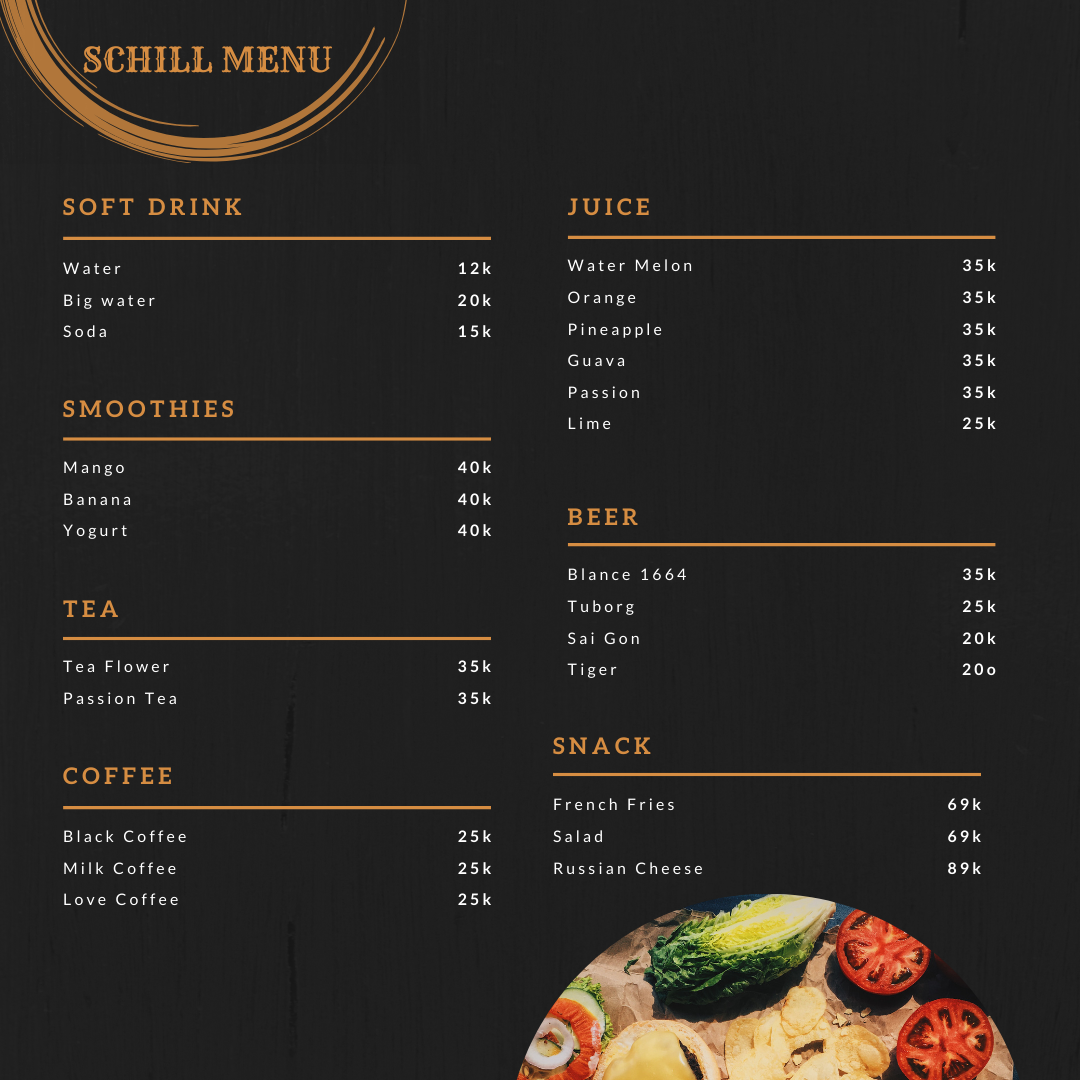 SCHILL MENU
SOFT DRINK
Water 12k
Big water 20k
Soda 15k
SMOOTHIES
Mango 40k
Banana 40k
Yogurt 40k
TEA
Tea Flower 35k
Passion Tea 35k
COFFEE
Black Coffee 25k
Milk Coffee 25k
Love Coffee 25k
JUICE
Water Melon 35k
Orange 35k
Pineapple 35k
Guava 35k
Passion 35k
Lime 25k
BEER
Blance 1664 35k
Tuborg 25k
Sai Gon 20k
Tiger 20o
SNACK
French Fries 69k
Salad 69k
Russian Cheese 89k